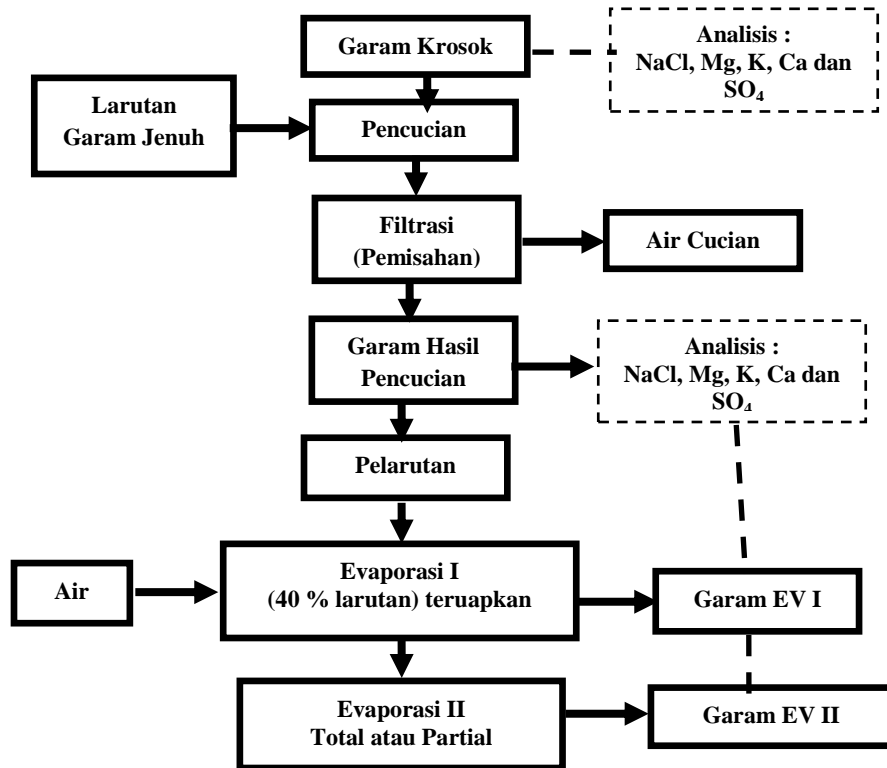 Garam Krosok
Analisis :
NaCl, Mg, K, Ca dan
SO₄
Larutan
Garam Jenuh
Pencucian
Filtrasi
(Pemisahan)
Air Cucian
Garam Hasil
Pencucian
Analisis :
NaCl, Mg, K, Ca dan
SO₄
Pelarutan
Air
Evaporasi I
(40 % larutan) teruapkan
Garam EV I
Evaporasi II
Total atau Partial
Garam EV II